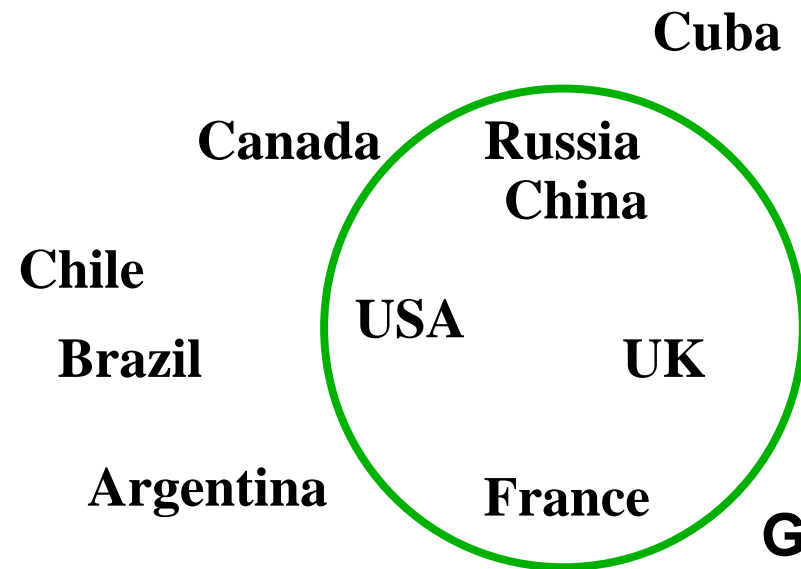 Cuba
Canada
Russia
China
Chile
USA
Brazil
UK
Argentina
France
G